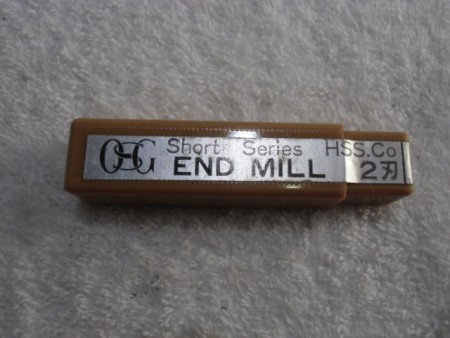 OSG Short Series HSS.Co
END MILL 2刃